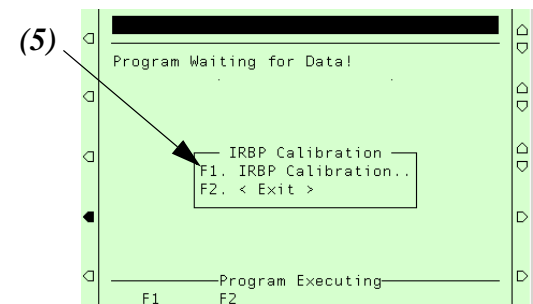 (5)
Program Waiting for Data!
IRBP Calibration
F1. IRBP Calibration..
F2. < Exit >
Program Executing
F1 F2